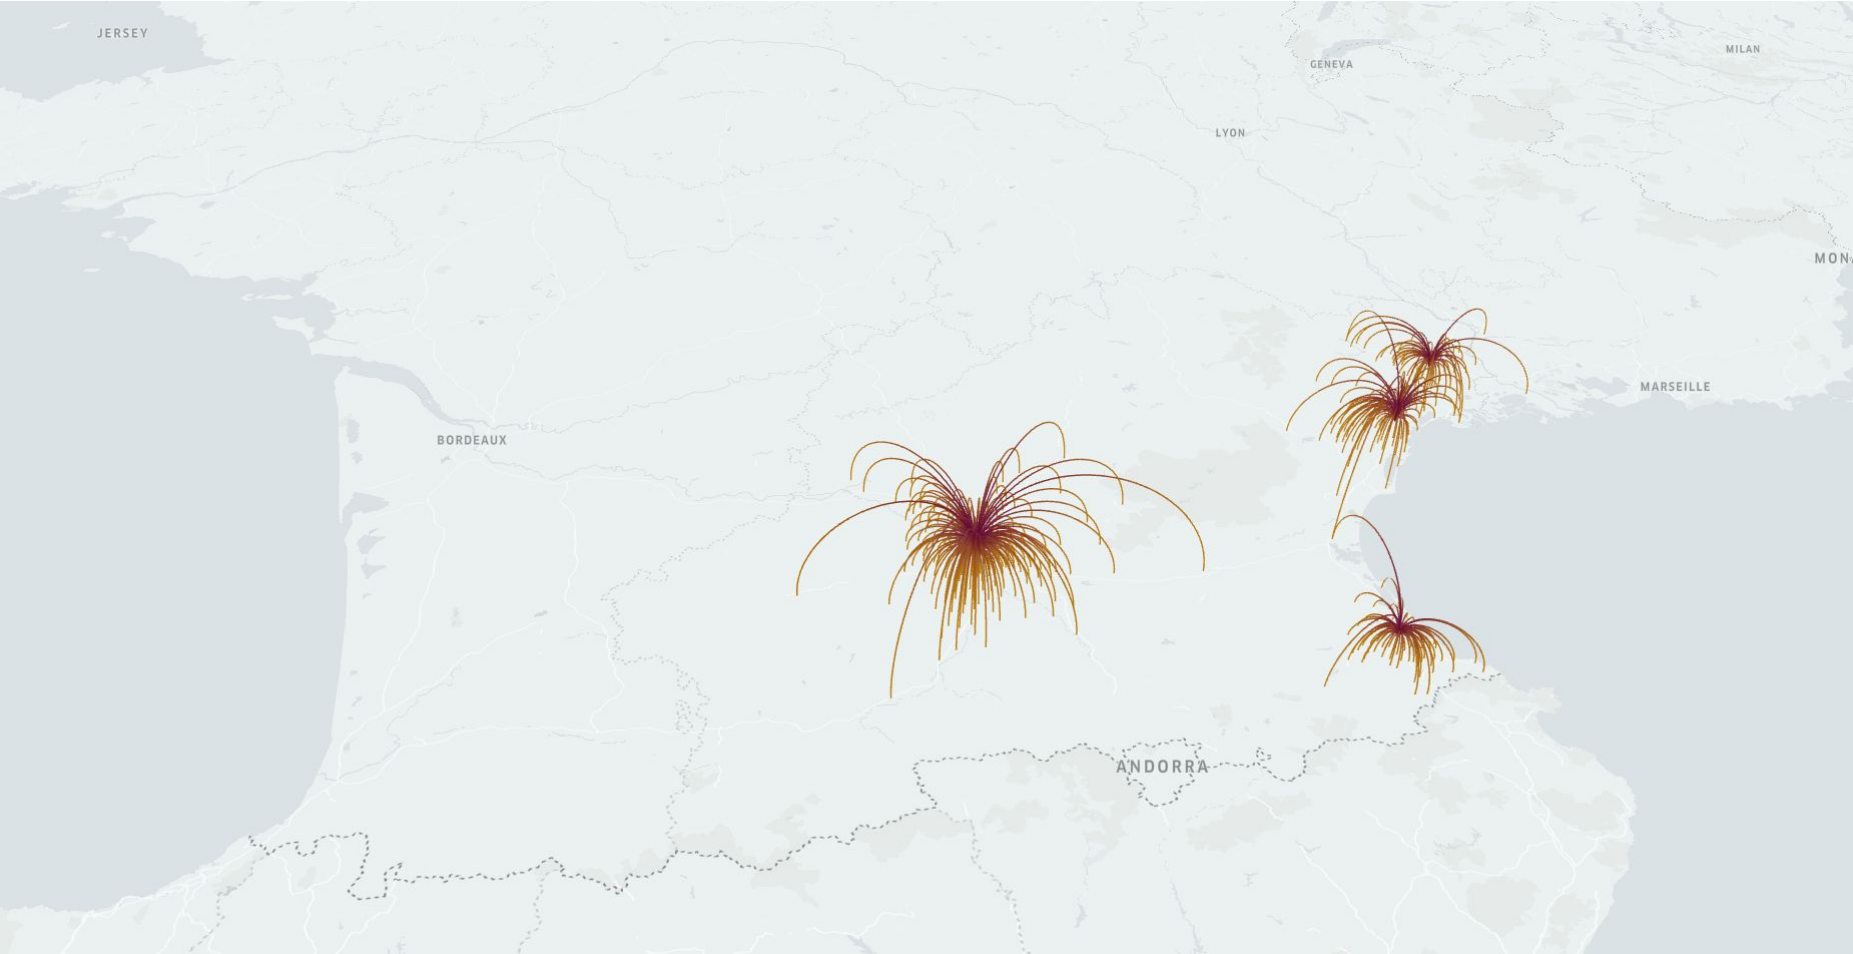 JERSEY
MILAN
GENEVA
LYON
MON
MARSEILLE
BORDEAUX
ANDORRA